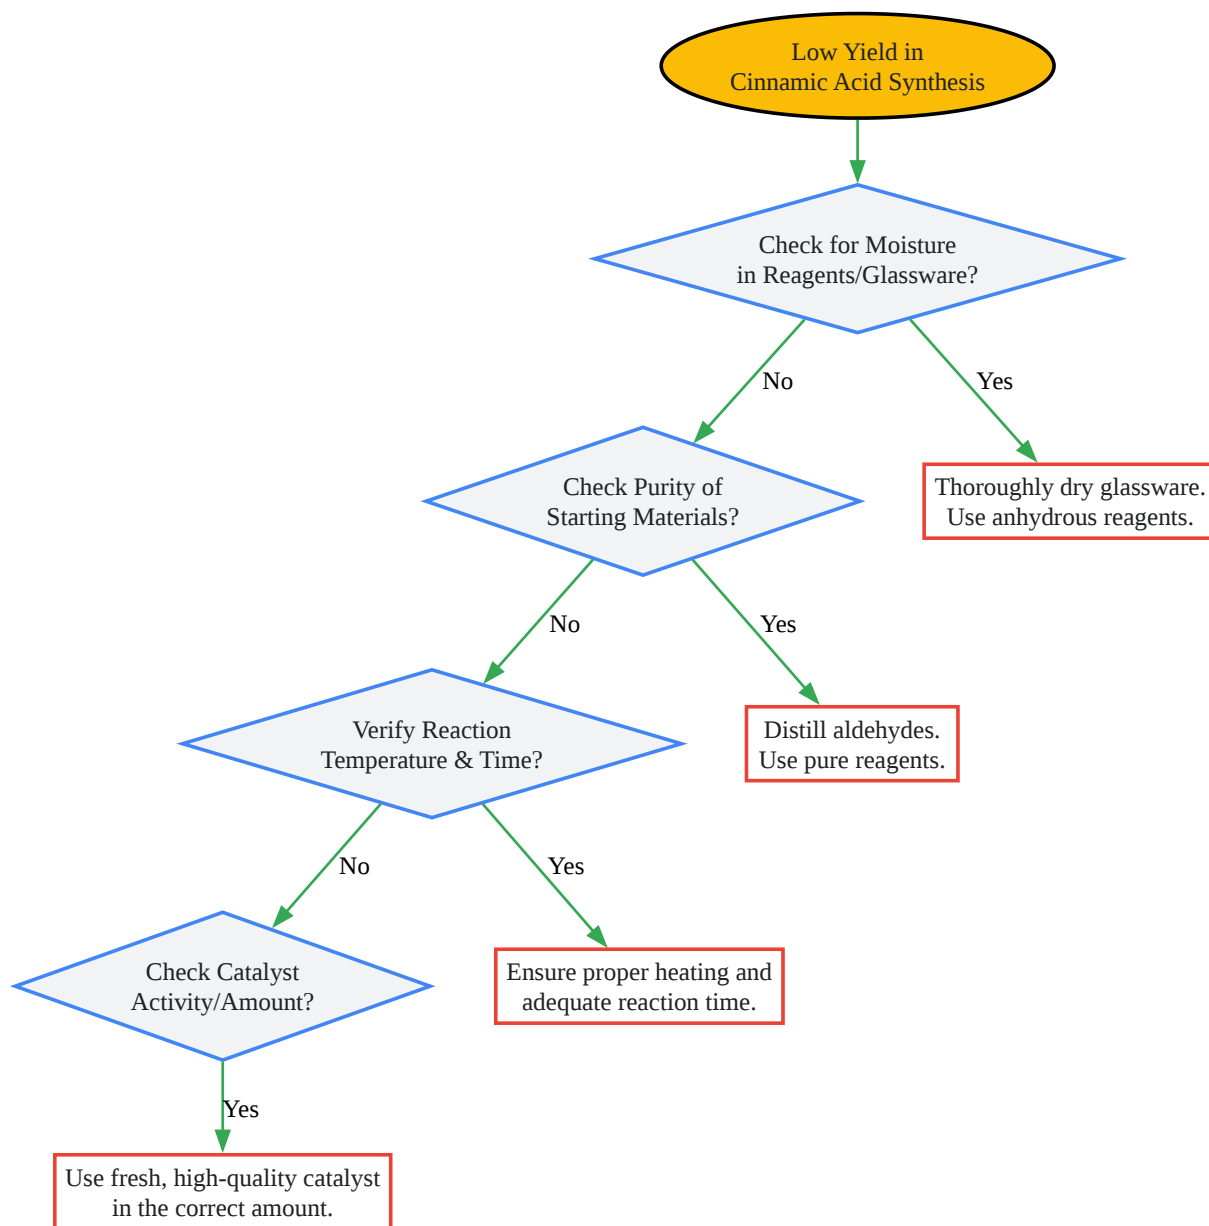 Low Yield in
Cinnamic Acid Synthesis
Check for Moisture
in Reagents/Glassware?
No
Yes
Check Purity of
Starting Materials?
Thoroughly dry glassware.
Use anhydrous reagents.
No
Yes
Verify Reaction
Temperature & Time?
Distill aldehydes.
Use pure reagents.
No
Yes
Check Catalyst
Activity/Amount?
Ensure proper heating and
adequate reaction time.
Yes
Use fresh, high-quality catalyst
in the correct amount.